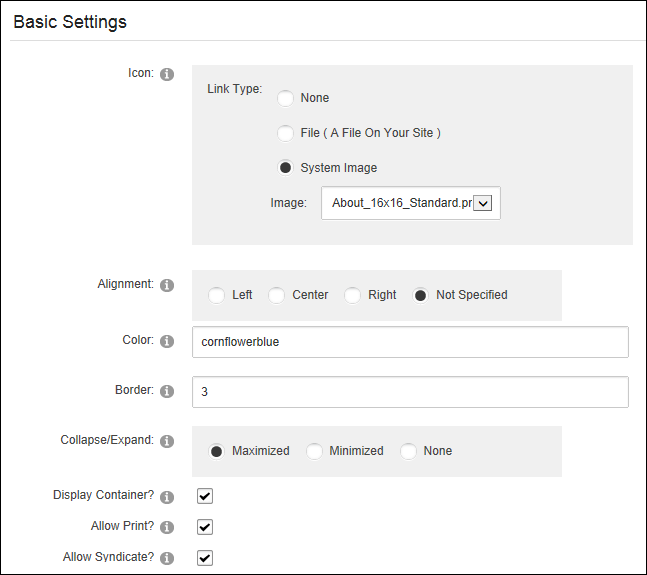 Basic Settings
Icon:
Link Type:
None
File ( A File On Your Site )
System Image
Image: About_16x16_Standard.pr
Alignment: Left Center Right Not Specified
Color: cornflowerblue
Border: 3
Collapse/Expand: Maximized Minimized None
Display Container?
Allow Print?
Allow Syndicate?